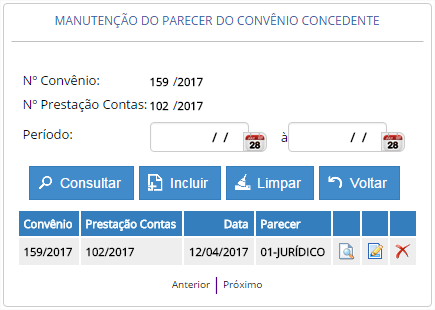 MANUTENÇÃO DO PARECER DO CONVÊNIO CONCEDENTE
Nº Convênio: 159 /2017
Nº Prestação Contas: 102 /2017
Período: / / 28 à / / 28
Consultar Incluir Limpar Voltar
Convênio Prestação Contas Data Parecer
159/2017 102/2017 12/04/2017 01-JURÍDICO
Anterior Próximo